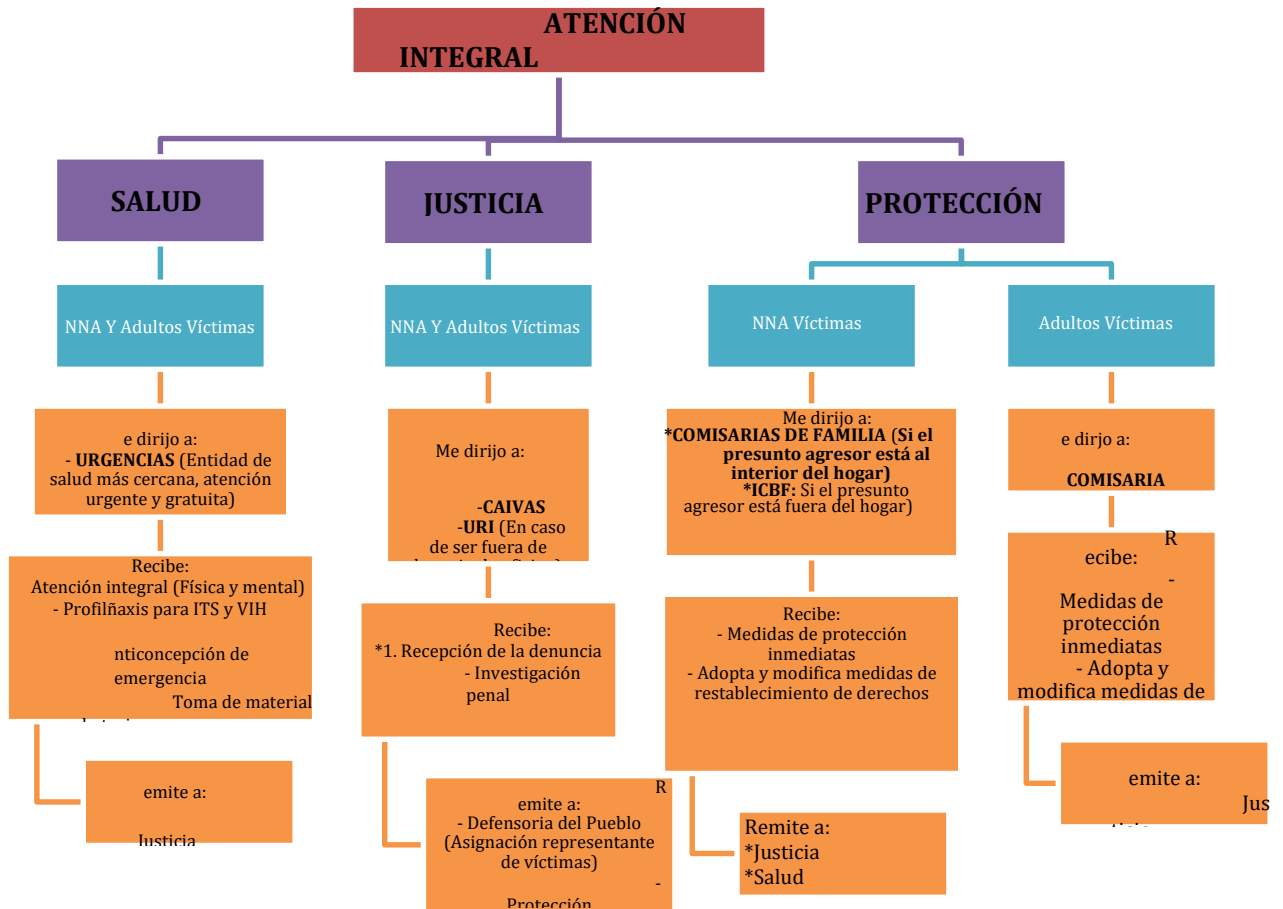 ATENCIÓN
INTEGRAL
SALUD
JUSTICIA
PROTECCIÓN
NNA Y Adultos Víctimas
NNA Y Adultos Víctimas
NNA Víctimas
Adultos Víctimas
e dirijo a:
- URGENCIAS (Entidad de
salud más cercana, atención
urgente y gratuita)
Recibe:
Atención integral (Física y mental)
- Profilñaxis para ITS y VIH
nticoncepción de
emergencia
Toma de material
emite a:
Justicia
Me dirijo a:
-CAIVAS
-URI (En caso
de ser fuera de
Recibe:
*1. Recepción de la denuncia
- Investigación
penal
R
emite a:
- Defensoria del Pueblo
(Asignación representante
de víctimas)
-
Protección
Me dirijo a:
*COMISARIAS DE FAMILIA (Si el
presunto agresor está al
interior del hogar)
*ICBF: Si el presunto
agresor está fuera del hogar)
Recibe:
- Medidas de protección
inmediatas
- Adopta y modifica medidas de
restablecimiento de derechos
Remite a:
*Justicia
*Salud
e dirjo a:
COMISARIA
R
ecibe:
-
Medidas de
protección
inmediatas
- Adopta y
modifica medidas de
emite a:
Jus